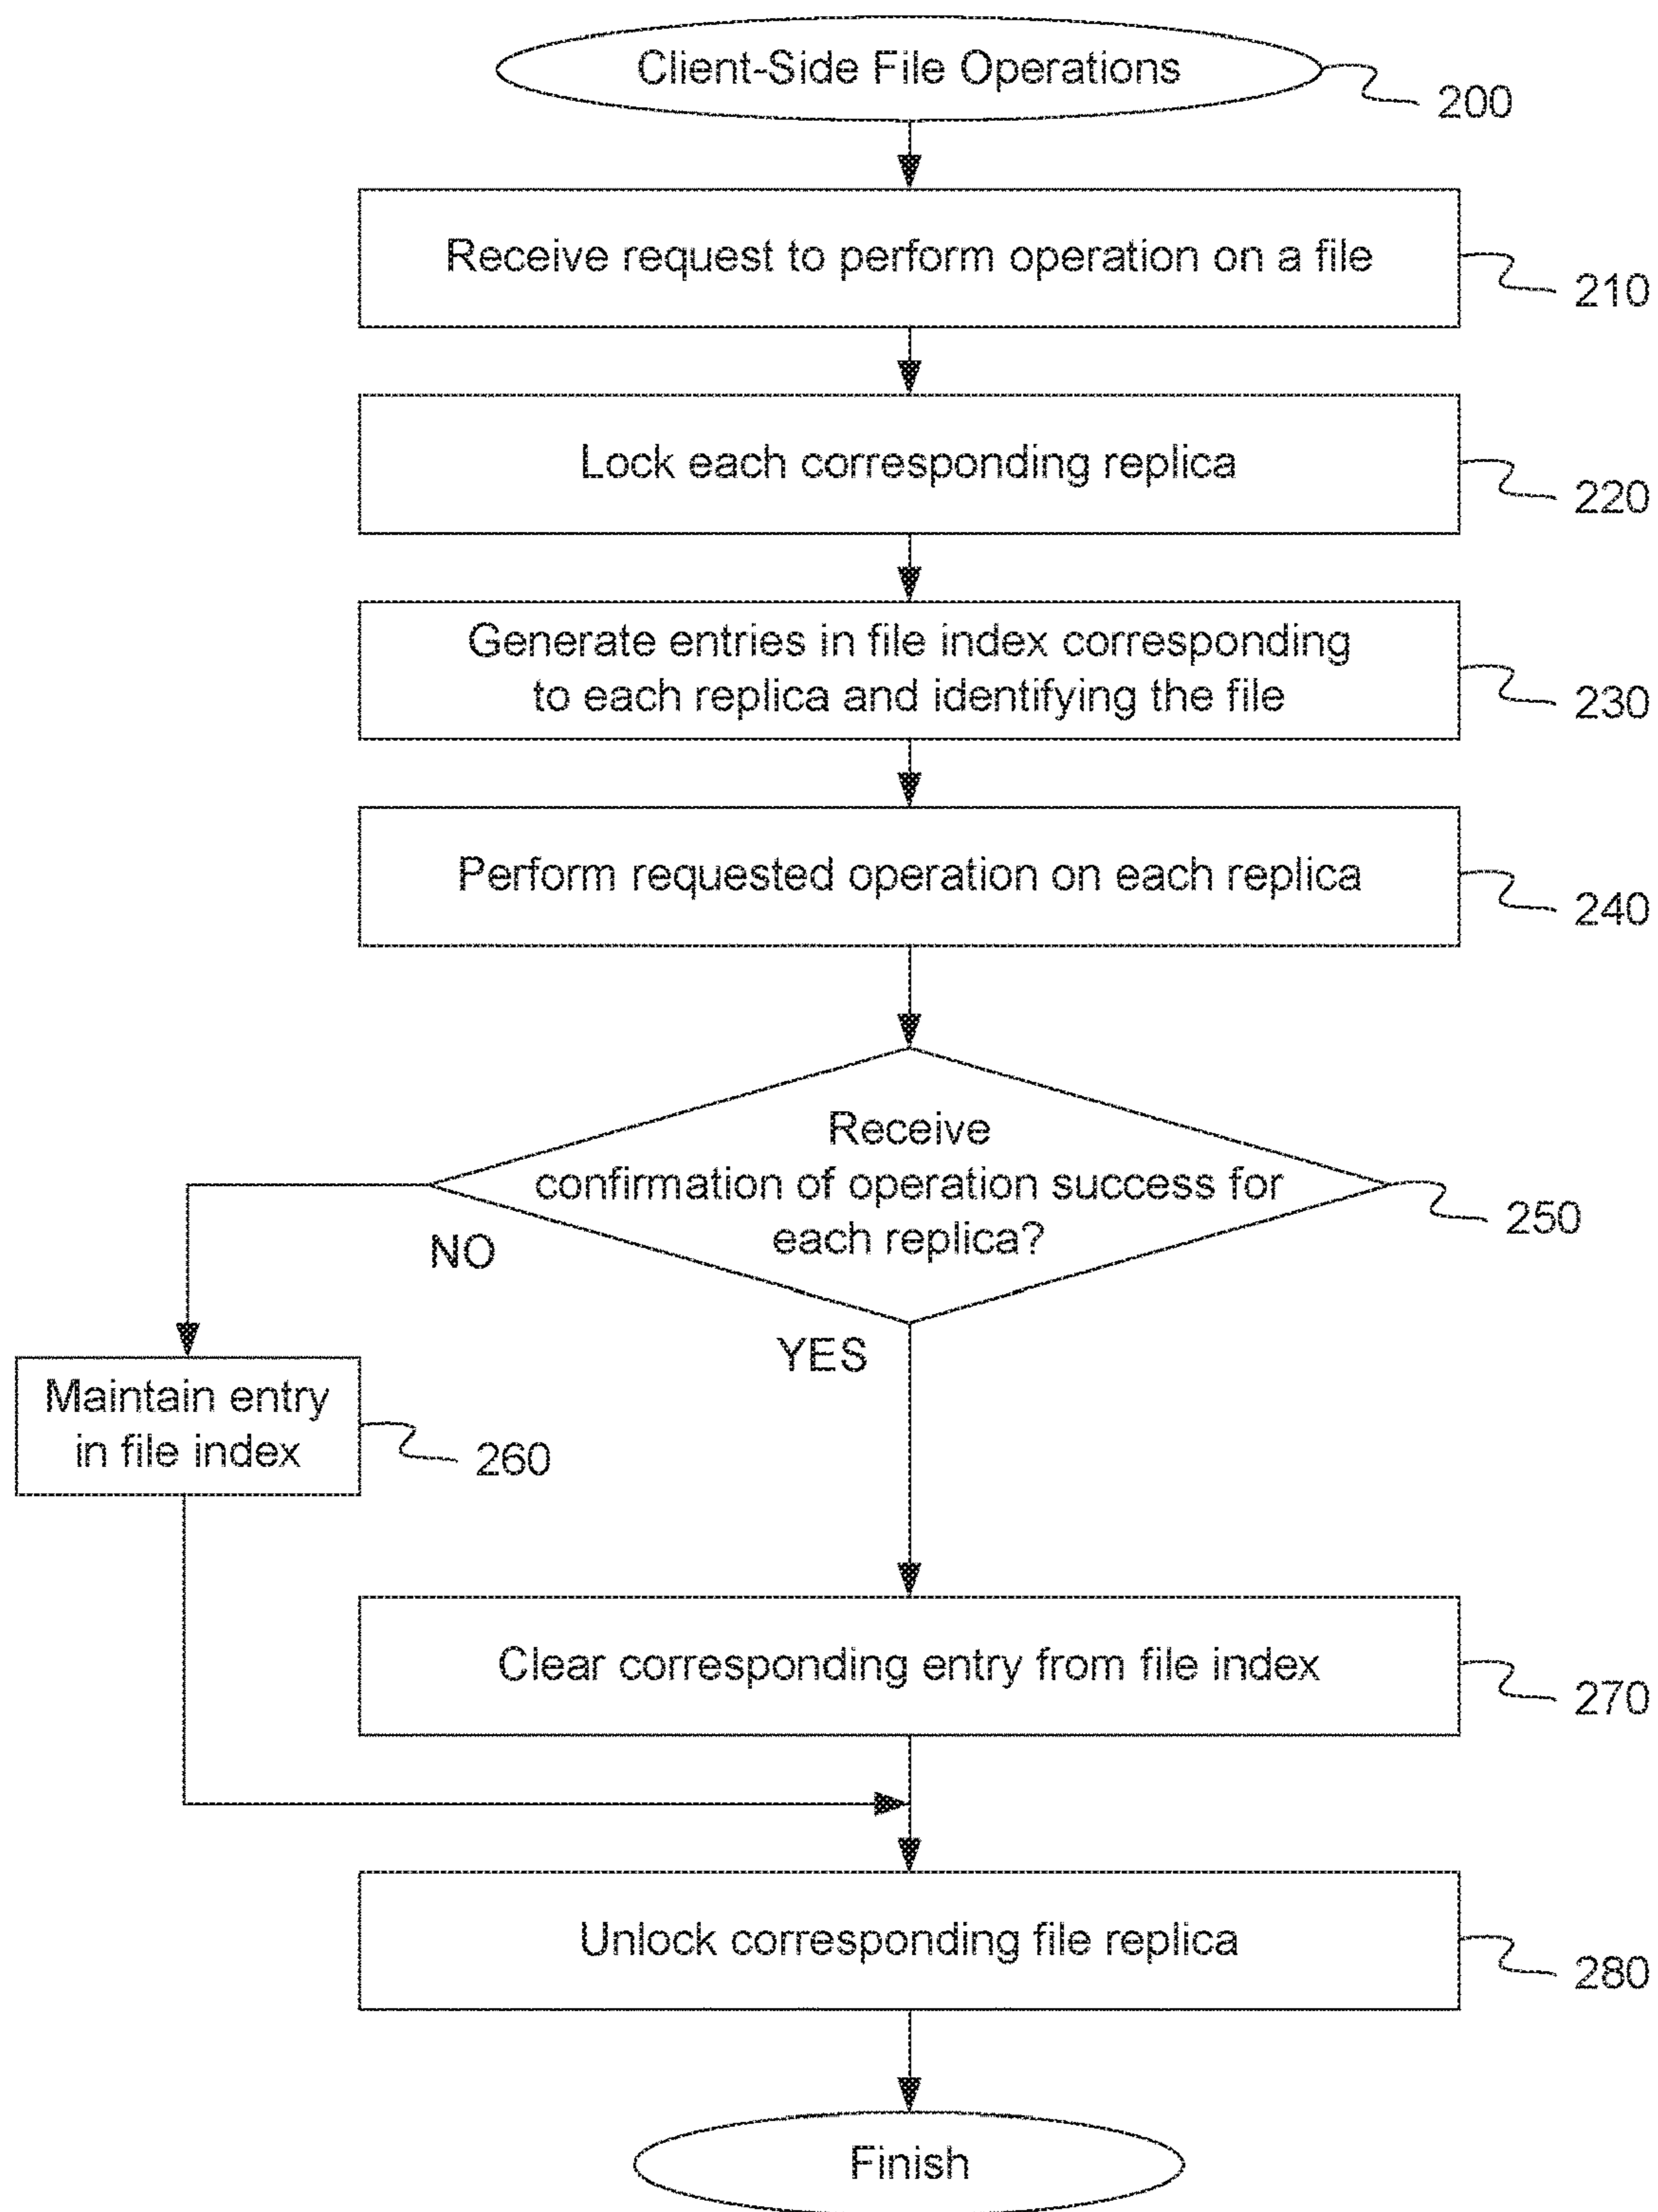 Client-Side File Operations
200
Receive request to perform operation on a file
210
Lock each corresponding replica
220
Generate entries in file index corresponding
to each replica and identifying the file
230
Perform requested operation on each replica
240
Receive
confirmation of operation success for
each replica?
250
NO
YES
Maintain entry
in file index
260
Clear corresponding entry from file index
270
Unlock corresponding file replica
280
Finish